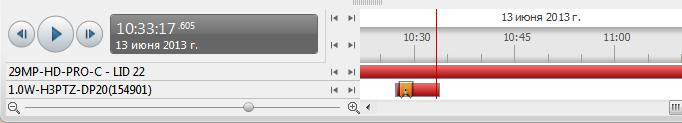 10:33:17.605
13 июня 2013 г.
13 июня 2013 г.
10:30 10:45 11:00
29MP-HD-PRO-C - LID 22
1.0W-H3PTZ-DP20(154901)